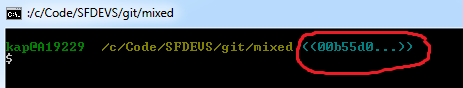 :/c/Code/SFDEVS/git/mixed
kap@A19229 /c/Code/SFDEVS/git/mixed ((00b55d0...))
$